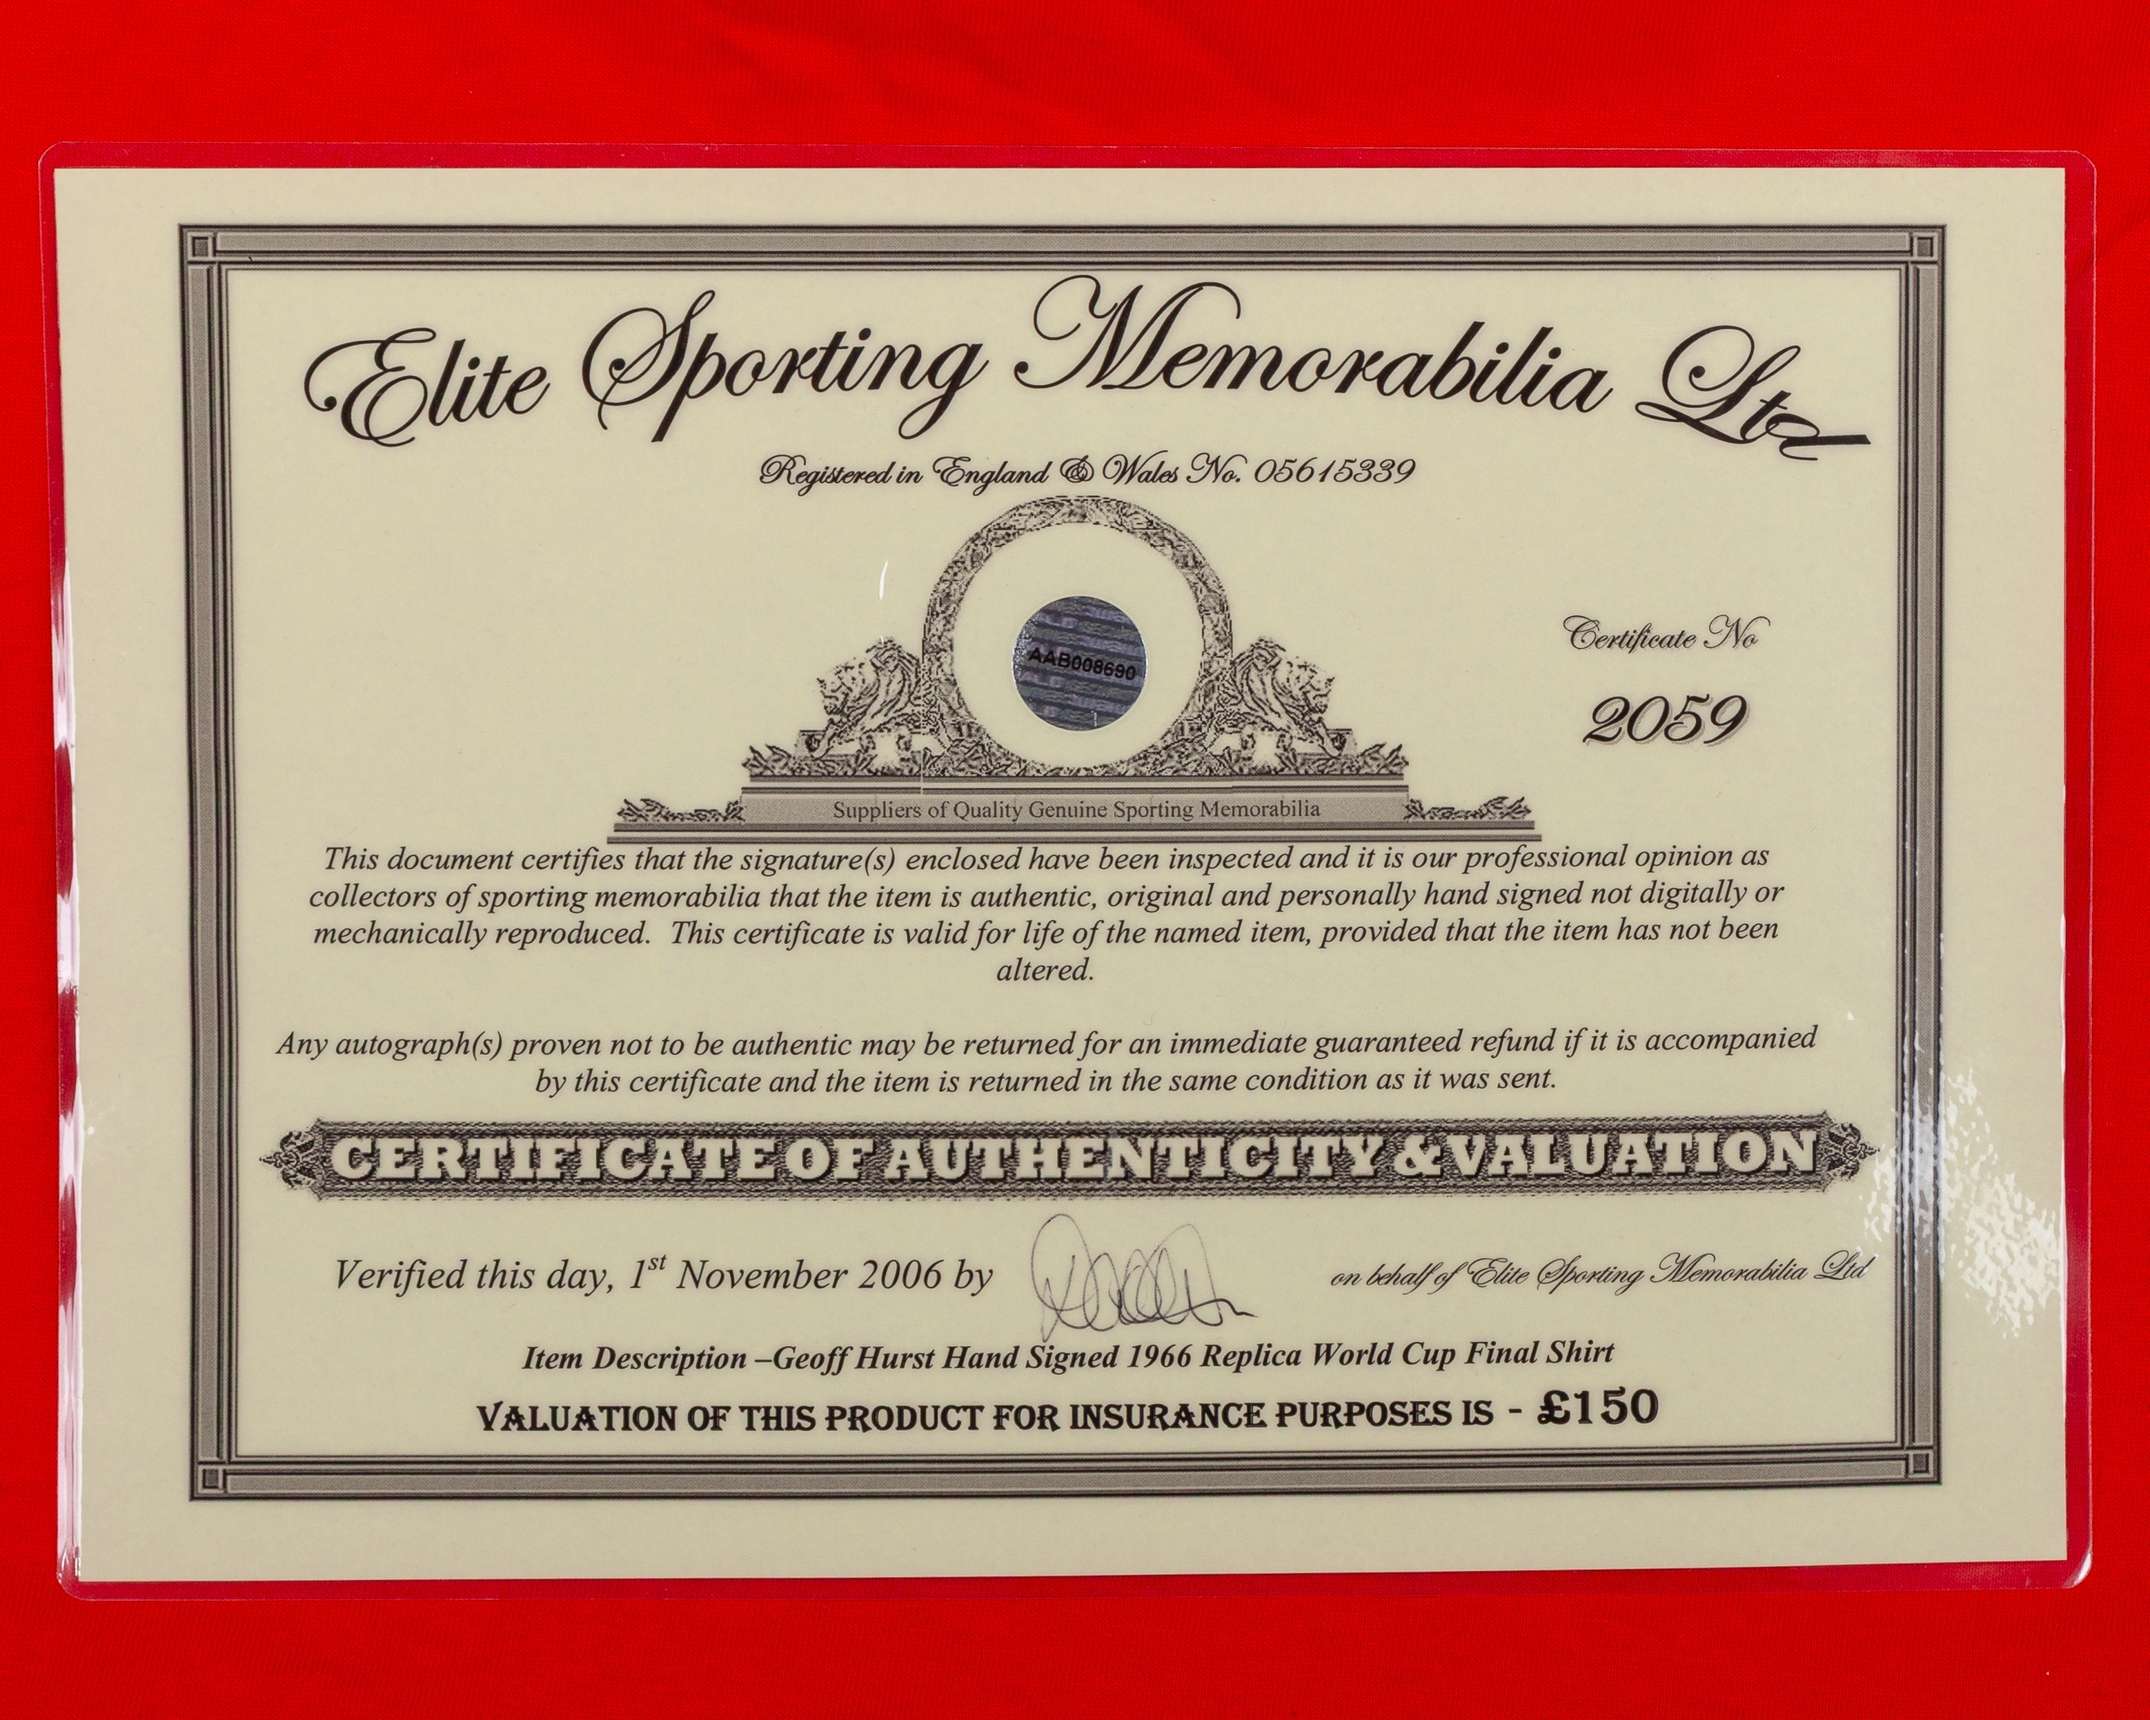 Elite Sporting Memorabilia Ltd
Registered in England & Wales No. 05615339
AAB008690
Certificate No
2059
Suppliers of Quality Genuine Sporting Memorabilia
This document certifies that the signature(s) enclosed have been inspected and it is our professional opinion as
collectors of sporting memorabilia that the item is authentic, original and personally hand signed not digitally or
mechanically reproduced. This certificate is valid for life of the named item, provided that the item has not been
altered.
Any autograph(s) proven not to be authentic may be returned for an immediate guaranteed refund if it is accompanied
by this certificate and the item is returned in the same condition as it was sent.
CERTIFICATE OF AUTHENTICITY & VALUATION
Verified this day, 1st November 2006 by on behalf of Elite Sporting Memorabilia Ltd
Item Description –Geoff Hurst Hand Signed 1966 Replica World Cup Final Shirt
VALUATION OF THIS PRODUCT FOR INSURANCE PURPOSES IS - £150